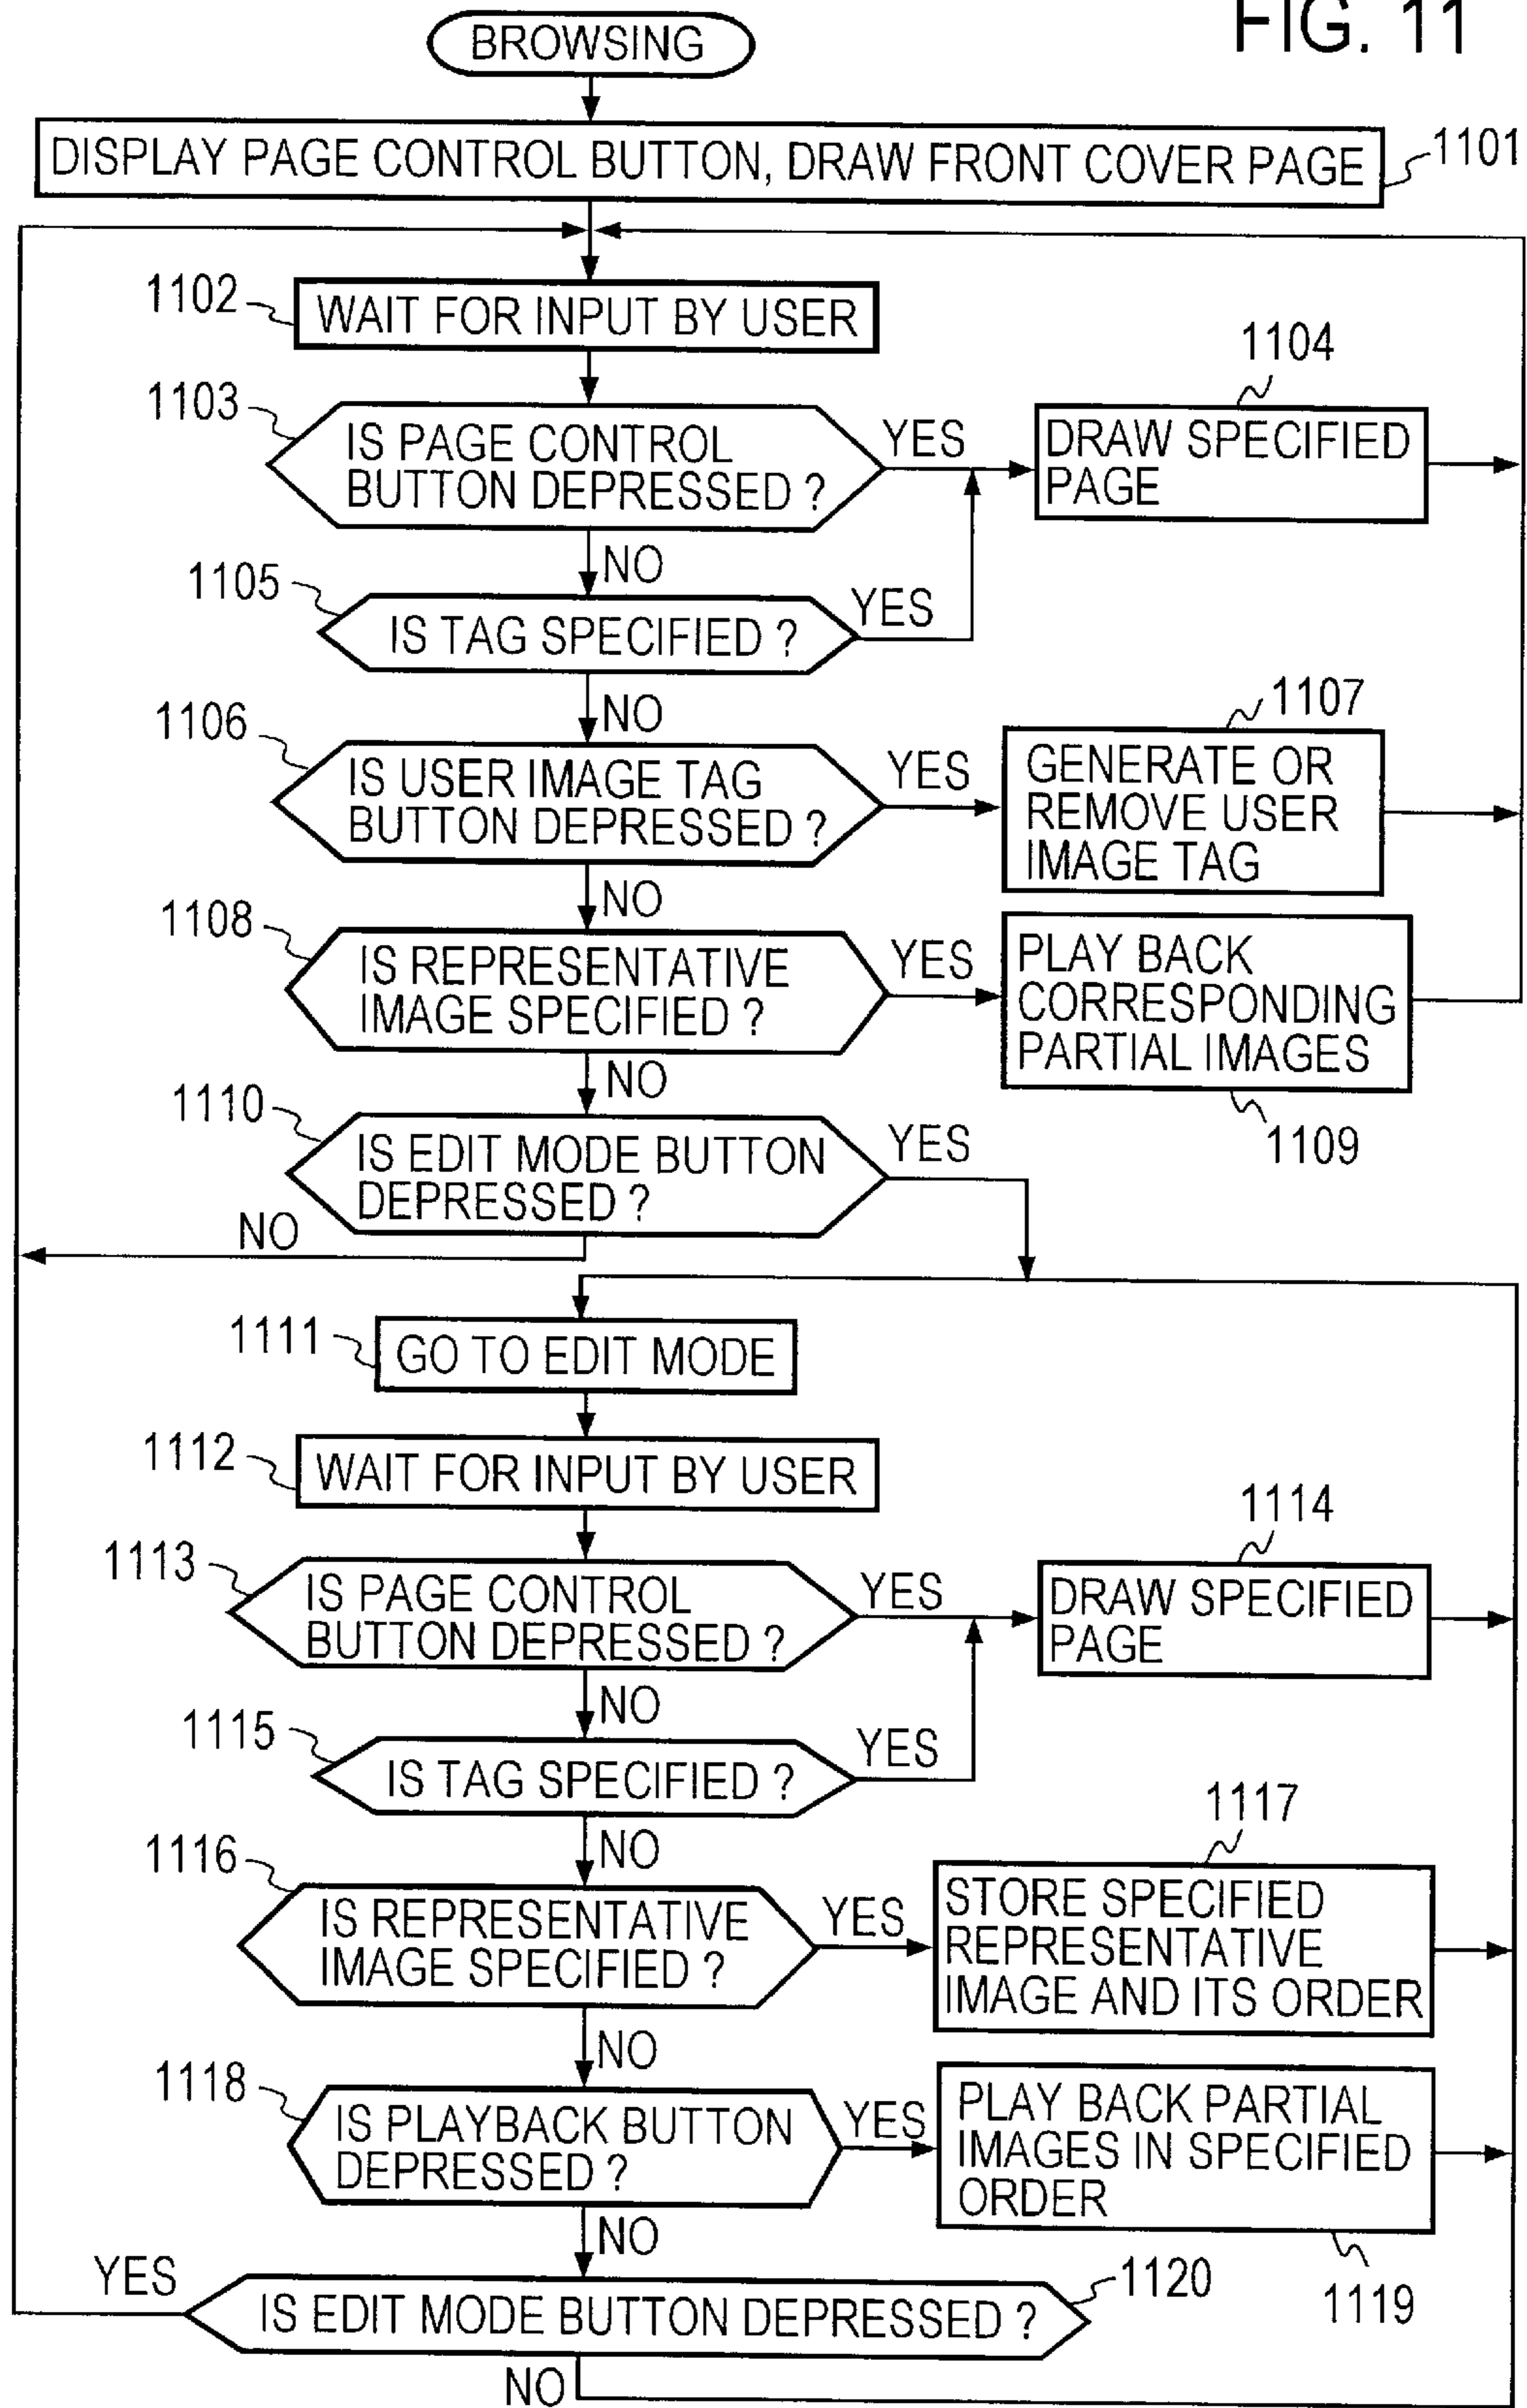 FIG. 11
BROWSING
DISPLAY PAGE CONTROL BUTTON, DRAW FRONT COVER PAGE
1101
1102
WAIT FOR INPUT BY USER
1103
IS PAGE CONTROL
BUTTON DEPRESSED ?
YES
1104
DRAW SPECIFIED
PAGE
NO
1105
IS TAG SPECIFIED ?
YES
NO
1106
IS USER IMAGE TAG
BUTTON DEPRESSED ?
YES
1107
GENERATE OR
REMOVE USER
IMAGE TAG
NO
1108
IS REPRESENTATIVE
IMAGE SPECIFIED ?
YES
PLAY BACK
CORRESPONDING
PARTIAL IMAGES
1109
NO
1110
IS EDIT MODE BUTTON
DEPRESSED ?
YES
NO
1111
GO TO EDIT MODE
1112
WAIT FOR INPUT BY USER
1113
IS PAGE CONTROL
BUTTON DEPRESSED ?
YES
1114
DRAW SPECIFIED
PAGE
NO
1115
IS TAG SPECIFIED ?
YES
NO
1116
IS REPRESENTATIVE
IMAGE SPECIFIED ?
YES
1117
STORE SPECIFIED
REPRESENTATIVE
IMAGE AND ITS ORDER
NO
1118
IS PLAYBACK BUTTON
DEPRESSED ?
YES
PLAY BACK PARTIAL
IMAGES IN SPECIFIED
ORDER
1119
NO
YES
IS EDIT MODE BUTTON DEPRESSED ?
1120
NO